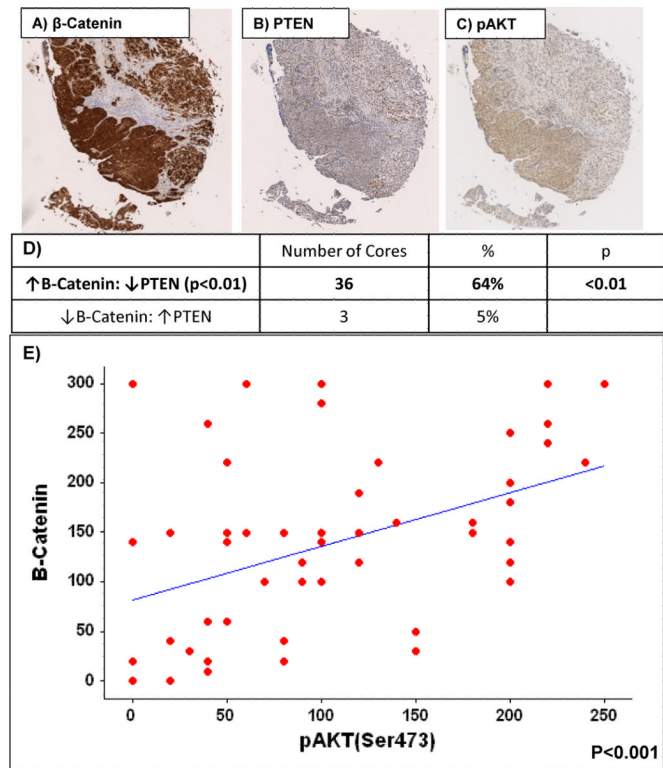 A) β-Catenin
B) PTEN
C) pAKT
D)
Number of Cores
%
p
↑B-Catenin: ↓PTEN (p<0.01)
36
64%
<0.01
↓B-Catenin: ↑PTEN
3
5%
E)
300
250
200
150
100
50
0
B-Catenin
0
50
100
150
200
250
pAKT(Ser473)
P<0.001